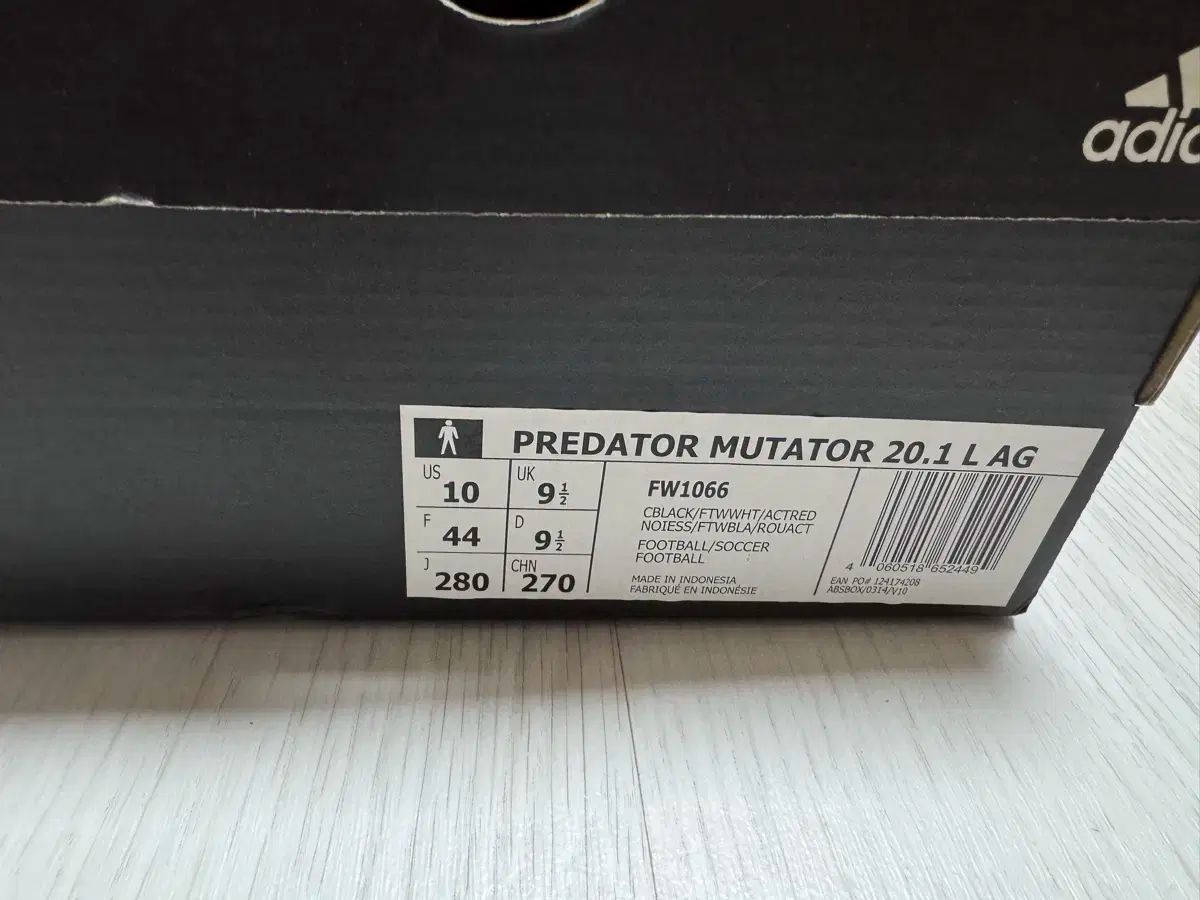 adidas
PREDATOR MUTATOR 20.1 L AG
US 10 UK 9½
F 44 D 9½
J 280 CHN 270
FW1066
CBLACK/FTWWHT/ACTRED
NOIESS/FTWBLA/ROUACT
FOOTBALL/SOCCER
FOOTBALL
MADE IN INDONESIA
FABRIQUÉ EN INDONÉSIE
4 060518 652449
EAN PO# 124174208
ABSBOX/0314/V10